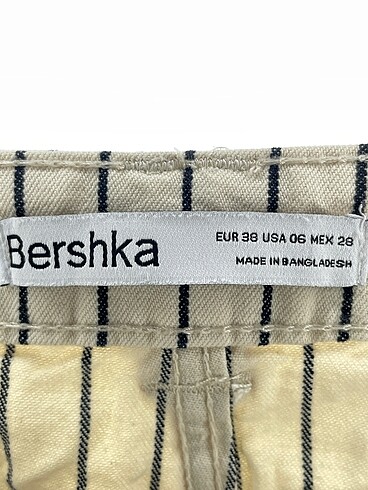 Bershka
EUR 38 USA 06 MEX 28
MADE IN BANGLADESH